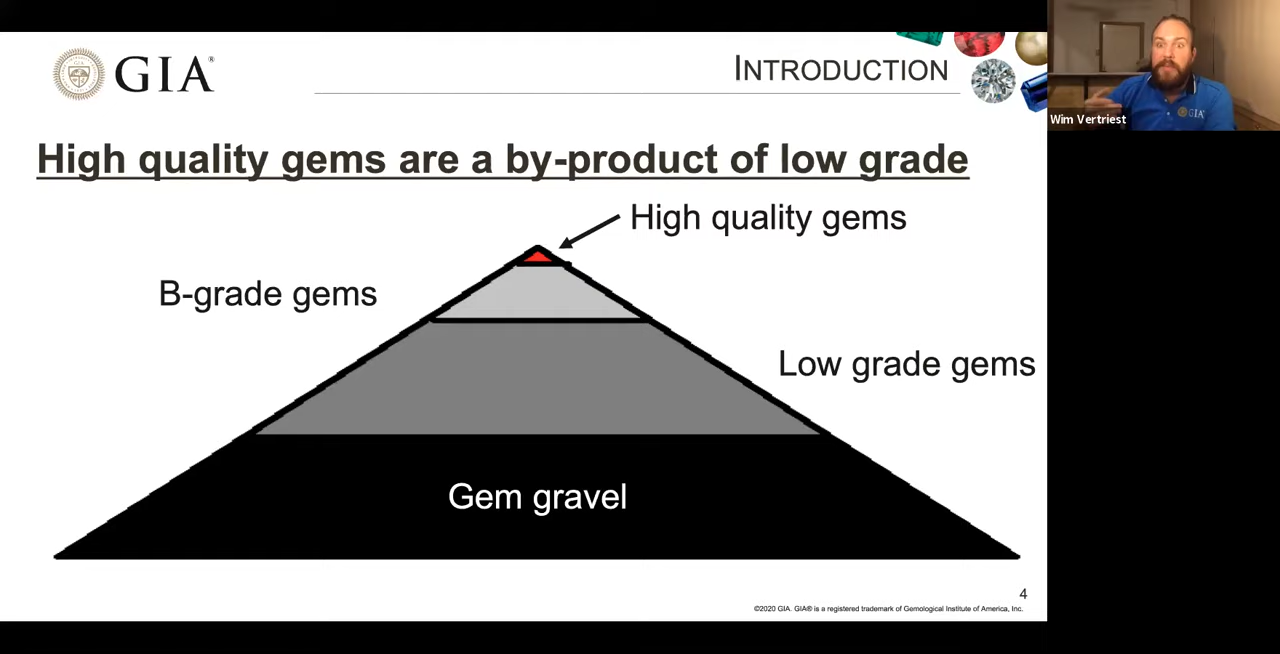 GIA®
INTRODUCTION
Wim Vertriest
GIA
High quality gems are a by-product of low grade
High quality gems
B-grade gems
Low grade gems
Gem gravel
4
©2020 GIA. GIA® is a registered trademark of Gemological Institute of America, Inc.